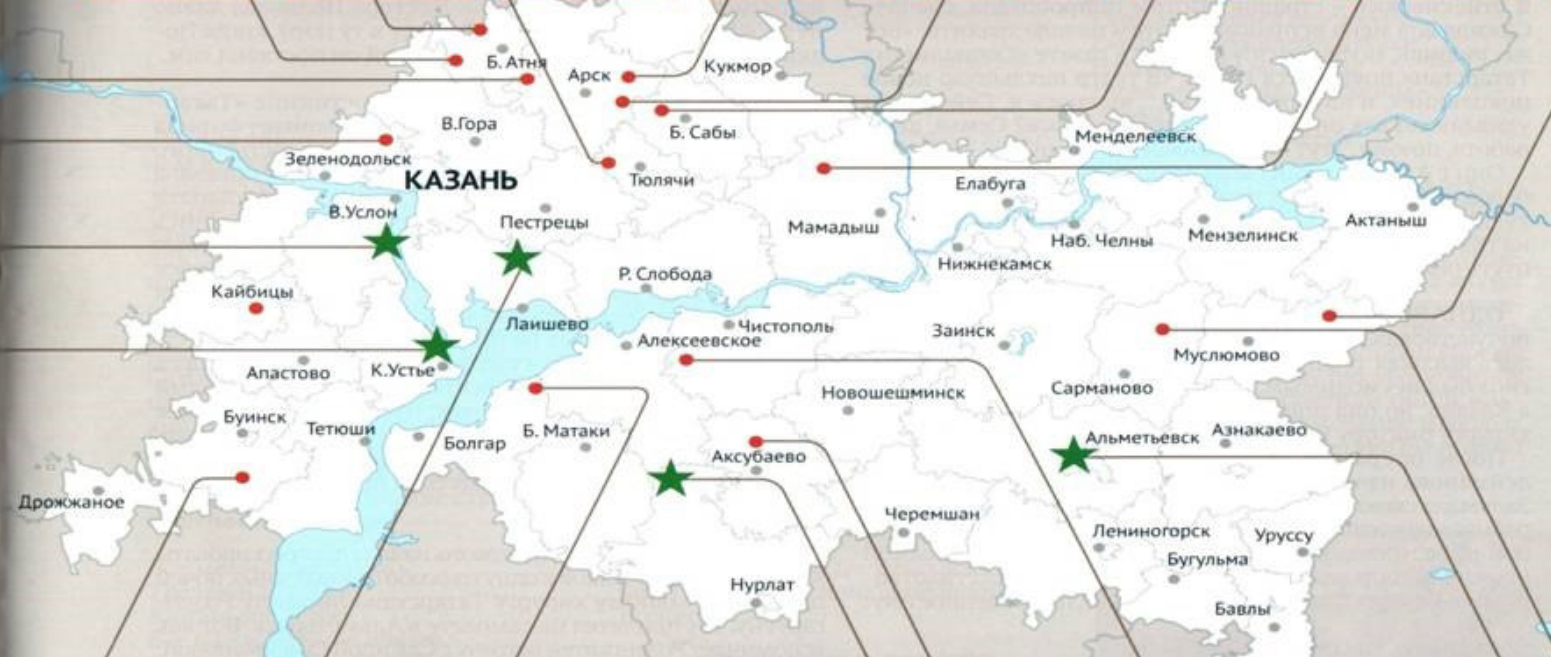 Б. Атня
Арск
Кукмор
В.Гора
Б. Сабы
Менделеевск
Зеленодольск
КАЗАНЬ
Тюлячи
Елабуга
В.Услон
Пестрецы
Мамадыш
Актаныш
Наб. Челны
Мензелинск
Нижнекамск
Р. Слобода
Кайбицы
Лаишево
Чистополь
Заинск
Алексеевское
Муслюмово
Апастово
К.Устье
Сарманово
Новошешминск
Буинск
Тетюши
Болгар
Б. Матаки
Азнакаево
Альметьевск
Аксубаево
Дрожжаное
Черемшан
Лениногорск
Уруссу
Бугульма
Нурлат
Бавлы